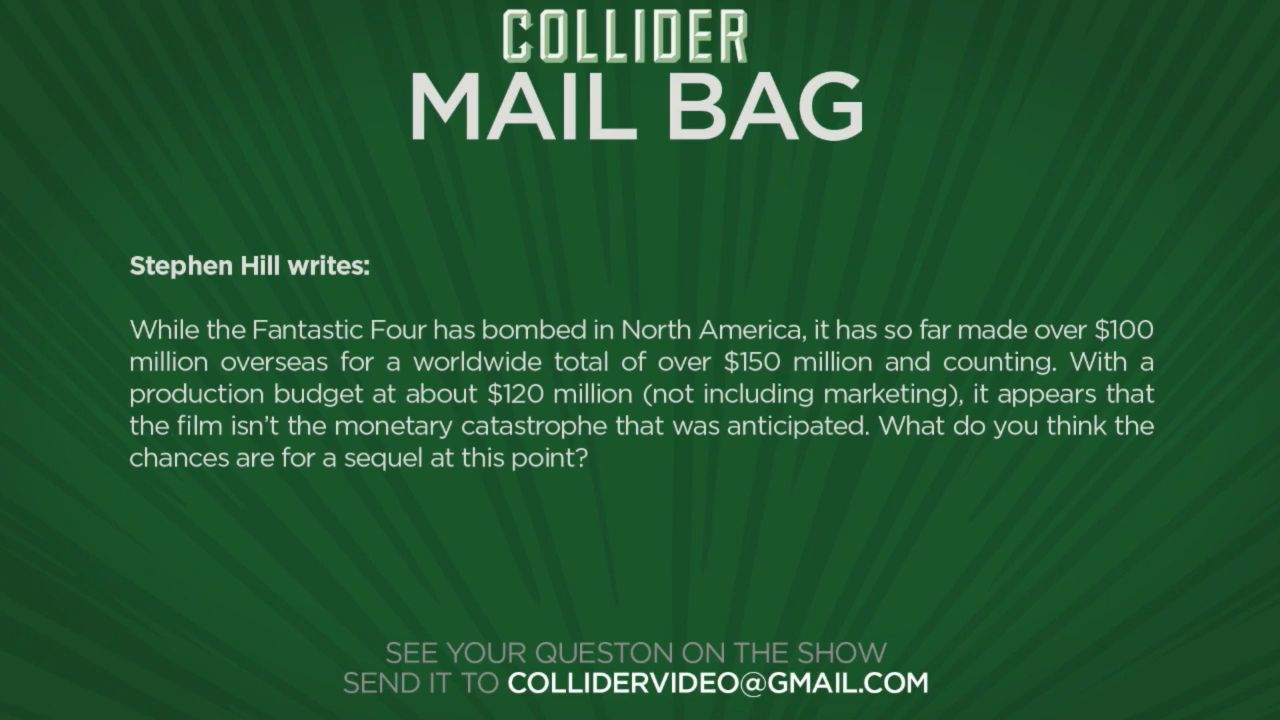 COLLIDER
MAIL BAG
Stephen Hill writes:
While the Fantastic Four has bombed in North America, it has so far made over $100
million overseas for a worldwide total of over $150 million and counting. With a
production budget at about $120 million (not including marketing), it appears that
the film isn't the monetary catastrophe that was anticipated. What do you think the
chances are for a sequel at this point?
SEE YOUR QUESTON ON THE SHOW
SEND IT TO COLLIDERVIDEO@GMAIL.COM